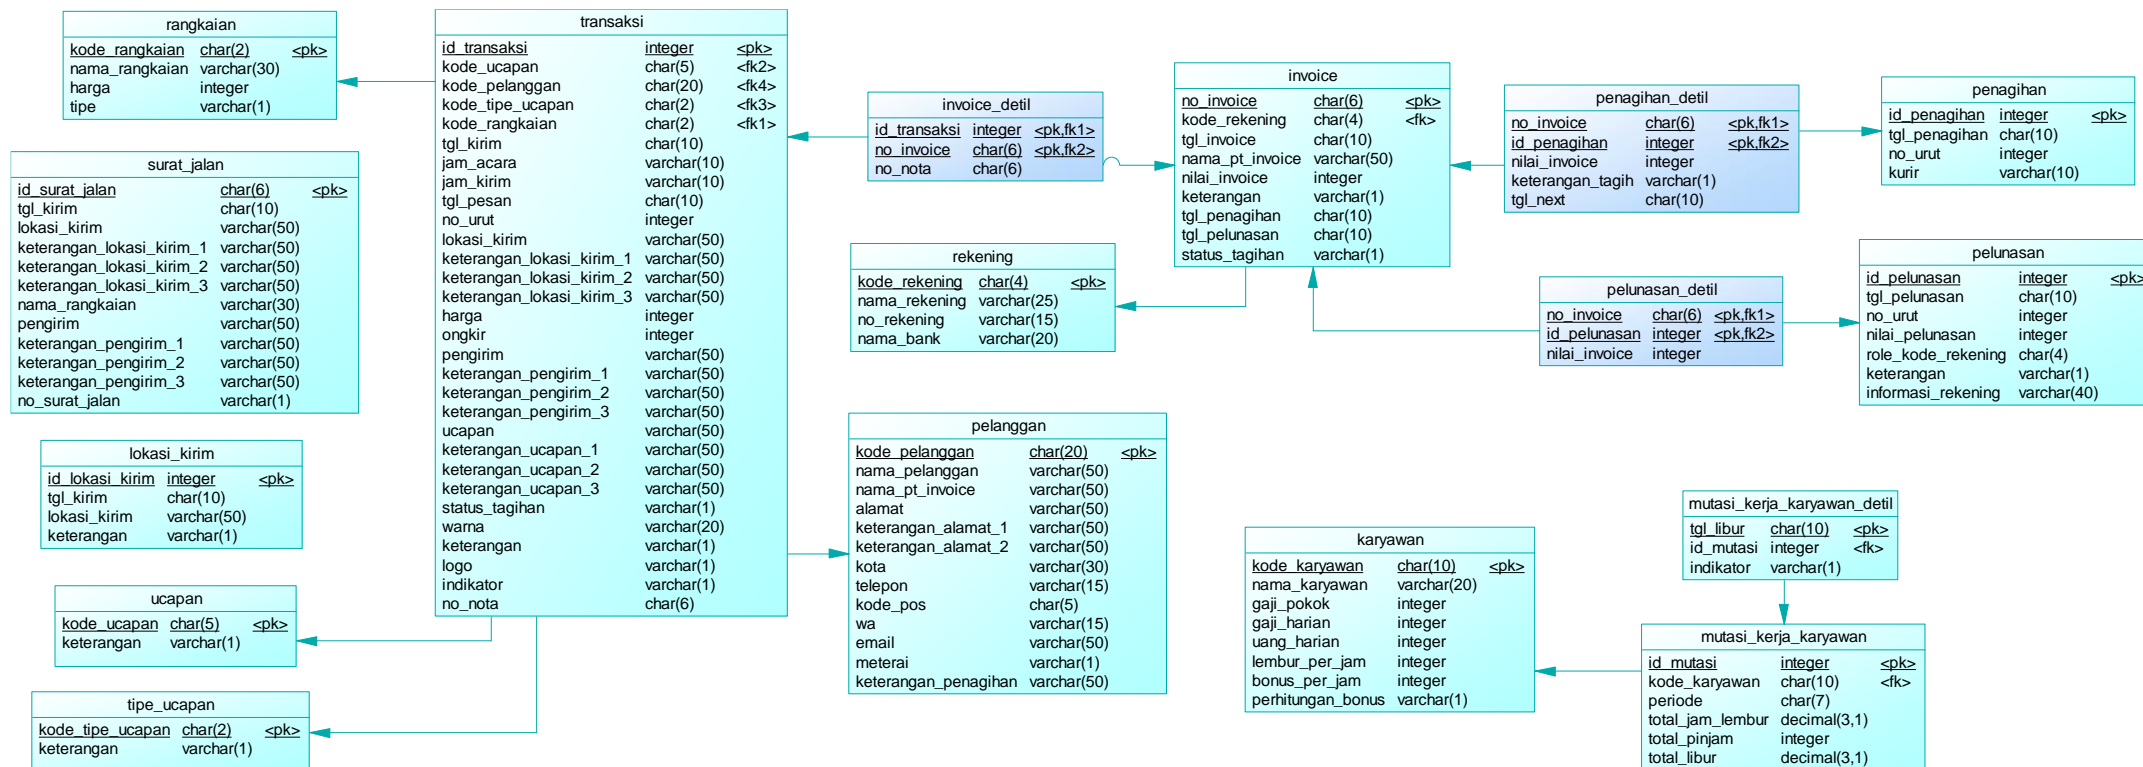 rangkaian
kode_rangkaian char(2) <pk>
nama_rangkaian varchar(30)
harga integer
tipe varchar(1)
surat_jalan
id_surat_jalan char(6) <pk>
tgl_kirim char(10)
lokasi_kirim varchar(50)
keterangan_lokasi_kirim_1 varchar(50)
keterangan_lokasi_kirim_2 varchar(50)
keterangan_lokasi_kirim_3 varchar(50)
nama_rangkaian varchar(30)
pengirim varchar(50)
keterangan_pengirim_1 varchar(50)
keterangan_pengirim_2 varchar(50)
keterangan_pengirim_3 varchar(50)
no_surat_jalan varchar(1)
lokasi_kirim
id_lokasi_kirim integer <pk>
tgl_kirim char(10)
lokasi_kirim varchar(50)
keterangan varchar(1)
ucapan
kode_ucapan char(5) <pk>
keterangan varchar(1)
tipe_ucapan
kode_tipe_ucapan char(2) <pk>
keterangan varchar(1)
transaksi
id_transaksi integer <pk>
kode_ucapan char(5) <fk2>
kode_pelanggan char(20) <fk4>
kode_tipe_ucapan char(2) <fk3>
kode_rangkaian char(2) <fk1>
tgl_kirim char(10)
jam_acara varchar(10)
jam_kirim varchar(10)
tgl_pesan char(10)
no_urut integer
lokasi_kirim varchar(50)
keterangan_lokasi_kirim_1 varchar(50)
keterangan_lokasi_kirim_2 varchar(50)
keterangan_lokasi_kirim_3 varchar(50)
harga integer
ongkir integer
pengirim varchar(50)
keterangan_pengirim_1 varchar(50)
keterangan_pengirim_2 varchar(50)
keterangan_pengirim_3 varchar(50)
ucapan varchar(50)
keterangan_ucapan_1 varchar(50)
keterangan_ucapan_2 varchar(50)
keterangan_ucapan_3 varchar(50)
status_tagihan varchar(1)
warna varchar(20)
keterangan varchar(1)
logo varchar(1)
indikator varchar(1)
no_nota char(6)
invoice_detil
id_transaksi integer <pk,fk1>
no_invoice char(6) <pk,fk2>
no_nota char(6)
rekening
kode_rekening char(4) <pk>
nama_rekening varchar(25)
no_rekening varchar(15)
nama_bank varchar(20)
pelanggan
kode_pelanggan char(20) <pk>
nama_pelanggan varchar(50)
nama_pt_invoice varchar(50)
alamat varchar(50)
keterangan_alamat_1 varchar(50)
keterangan_alamat_2 varchar(50)
kota varchar(30)
telepon varchar(15)
kode_pos char(5)
wa varchar(15)
email varchar(50)
meterai varchar(1)
keterangan_penagihan varchar(50)
invoice
no_invoice char(6) <pk>
kode_rekening char(4) <fk>
tgl_invoice char(10)
nama_pt_invoice varchar(50)
nilai_invoice integer
keterangan varchar(1)
tgl_penagihan char(10)
tgl_pelunasan char(10)
status_tagihan varchar(1)
penagihan_detil
no_invoice char(6) <pk,fk1>
id_penagihan integer <pk,fk2>
nilai_invoice integer
keterangan_tagih varchar(1)
tgl_next char(10)
penagihan
id_penagihan integer <pk>
tgl_penagihan char(10)
no_urut integer
kurir varchar(10)
pelunasan_detil
no_invoice char(6) <pk,fk1>
id_pelunasan integer <pk,fk2>
nilai_invoice integer
pelunasan
id_pelunasan integer <pk>
tgl_pelunasan char(10)
no_urut integer
nilai_pelunasan integer
role_kode_rekening char(4)
keterangan varchar(1)
informasi_rekening varchar(40)
karyawan
kode_karyawan char(10) <pk>
nama_karyawan varchar(20)
gaji_pokok integer
gaji_harian integer
uang_harian integer
lembur_per_jam integer
bonus_per_jam integer
perhitungan_bonus varchar(1)
mutasi_kerja_karyawan_detil
tgl_libur char(10) <pk>
id_mutasi integer <fk>
indikator varchar(1)
mutasi_kerja_karyawan
id_mutasi integer <pk>
kode_karyawan char(10) <fk>
periode char(7)
total_jam_lembur decimal(3,1)
total_pinjam integer
total_libur decimal(3,1)